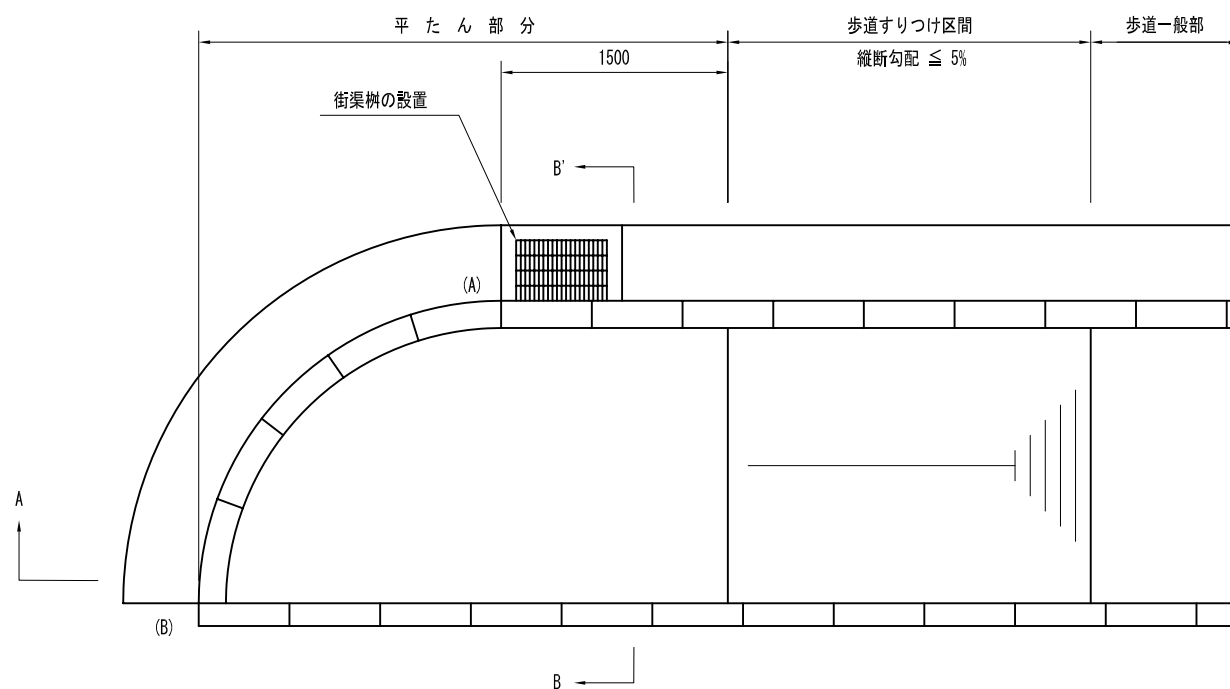 平たん部分
歩道すりつけ区間
歩道一般部
1500
縦断勾配 ≦ 5%
街渠桝の設置
B'
(A)
A
(B)
B